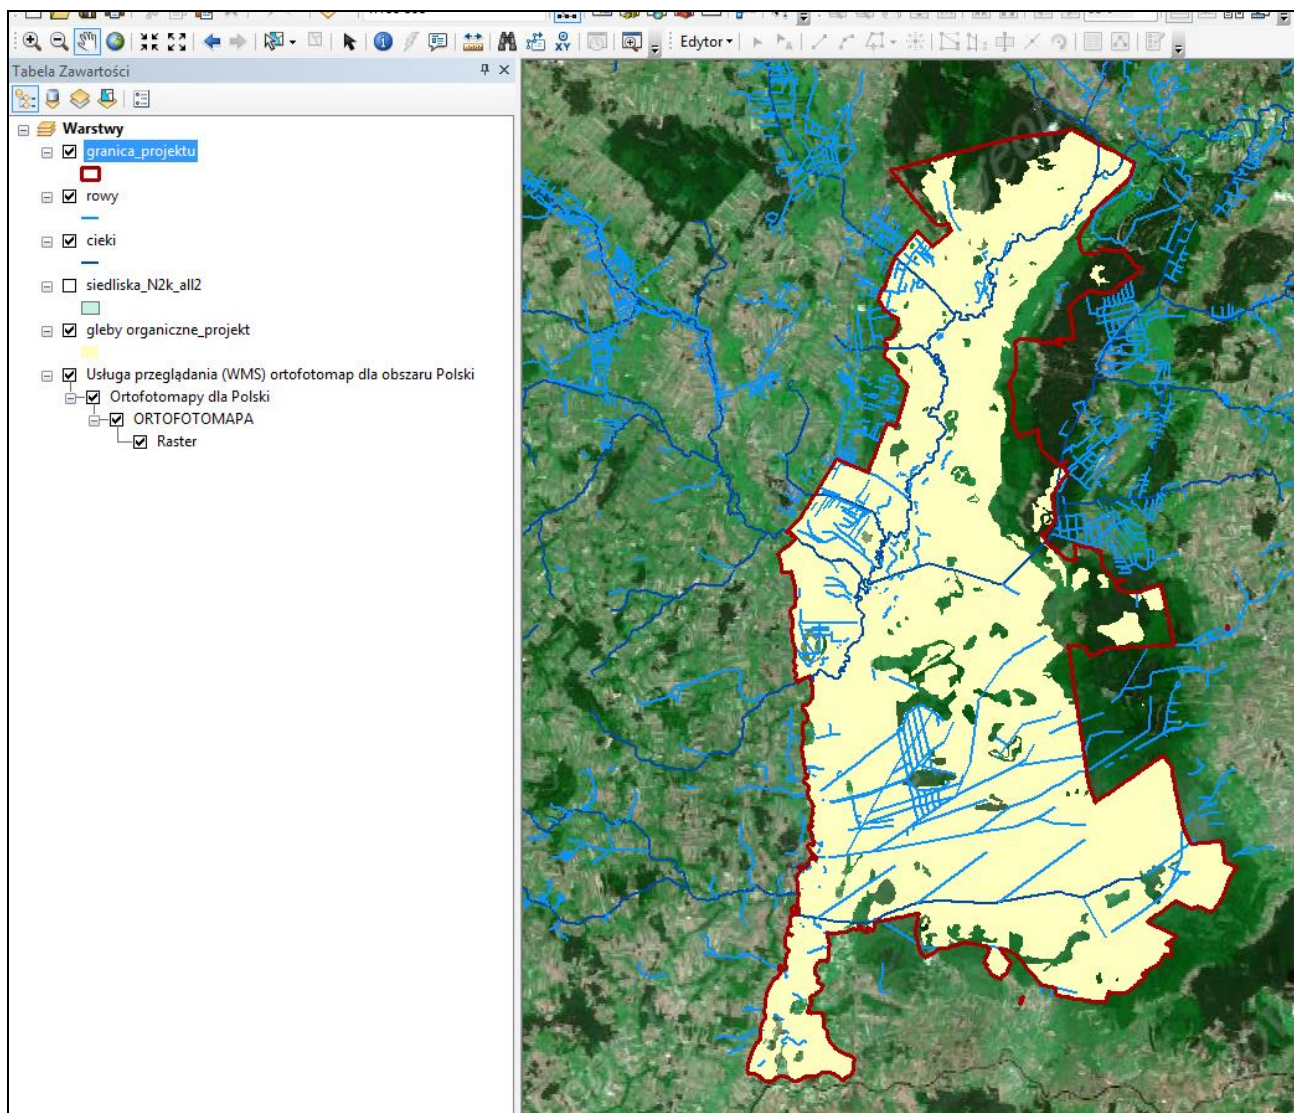 Edytor
Tabela Zawartości
Warstwy
granica_projektu
rowy
cieki
siedliska_N2k_all2
gleby organiczne_projekt
Usługa przeglądania (WMS) ortofotomap dla obszaru Polski
Ortofotomapy dla Polski
ORTOFOTOMAPA
Raster